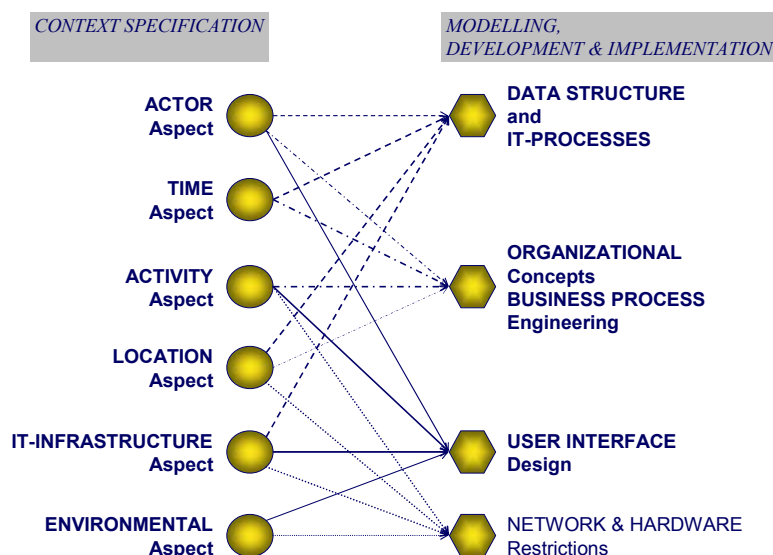 CONTEXT SPECIFICATION
MODELLING,
DEVELOPMENT & IMPLEMENTATION
ACTOR
Aspect
TIME
Aspect
ACTIVITY
Aspect
LOCATION
Aspect
IT-INFRASTRUCTURE
Aspect
ENVIRONMENTAL
Aspect
DATA STRUCTURE
and
IT-PROCESSES
ORGANIZATIONAL
Concepts
BUSINESS PROCESS
Engineering
USER INTERFACE
Design
NETWORK & HARDWARE
Restrictions